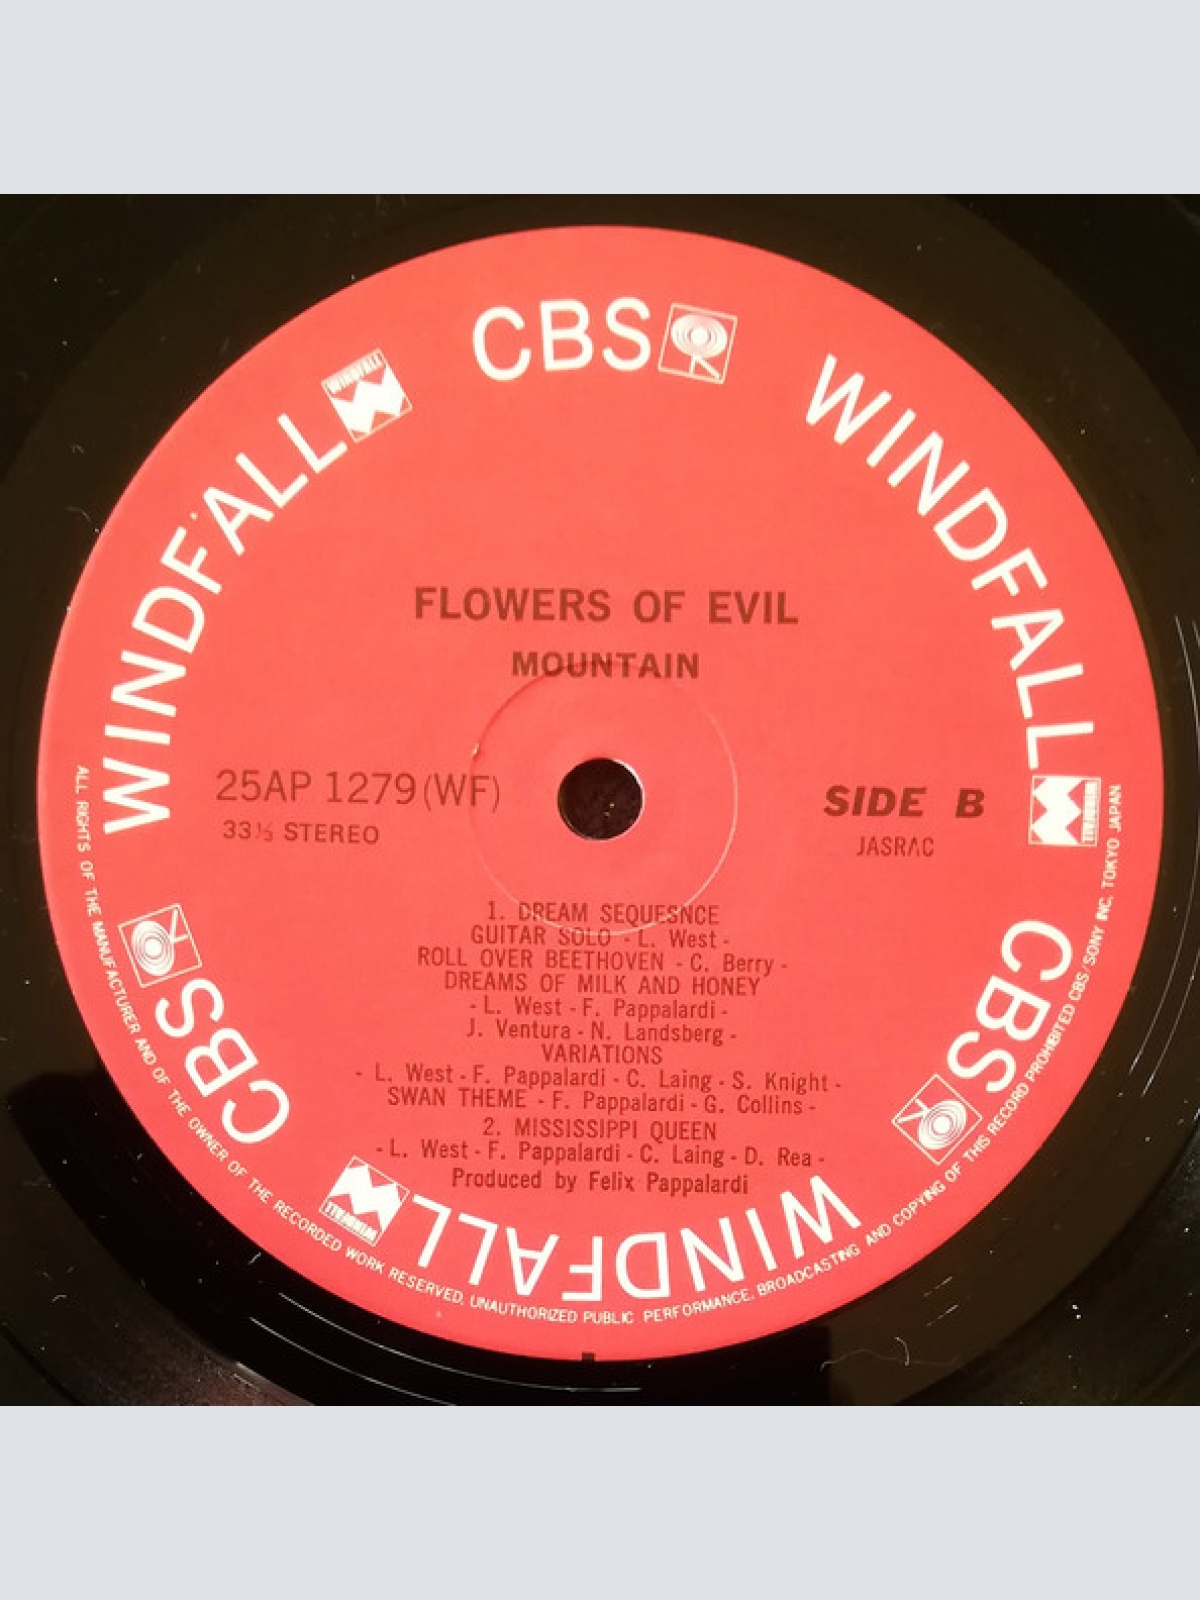 CBS
WINDFALL
WINDFALL
CBS
WINDFALL
WINDFALL
CBS
WINDFALL
WINDFALL
FLOWERS OF EVIL
MOUNTAIN
25AP 1279 (WF)
33⅓ STEREO
SIDE B
JASRAC
1. DREAM SEQUESNCE
GUITAR SOLO - L. West -
ROLL OVER BEETHOVEN - C. Berry -
DREAMS OF MILK AND HONEY
- L. West - F. Pappalardi -
J. Ventura - N. Landsberg -
VARIATIONS
- L. West - F. Pappalardi - C. Laing - S. Knight -
SWAN THEME - F. Pappalardi - G. Collins -
2. MISSISSIPPI QUEEN
- L. West - F. Pappalardi - C. Laing - D. Rea -
Produced by Felix Pappalardi
ALL RIGHTS OF THE MANUFACTURER AND OF THE OWNER OF THE RECORDED WORK RESERVED. UNAUTHORIZED PUBLIC PERFORMANCE, BROADCASTING AND COPYING OF THIS RECORD PROHIBITED CBS/SONY INC. TOKYO JAPAN